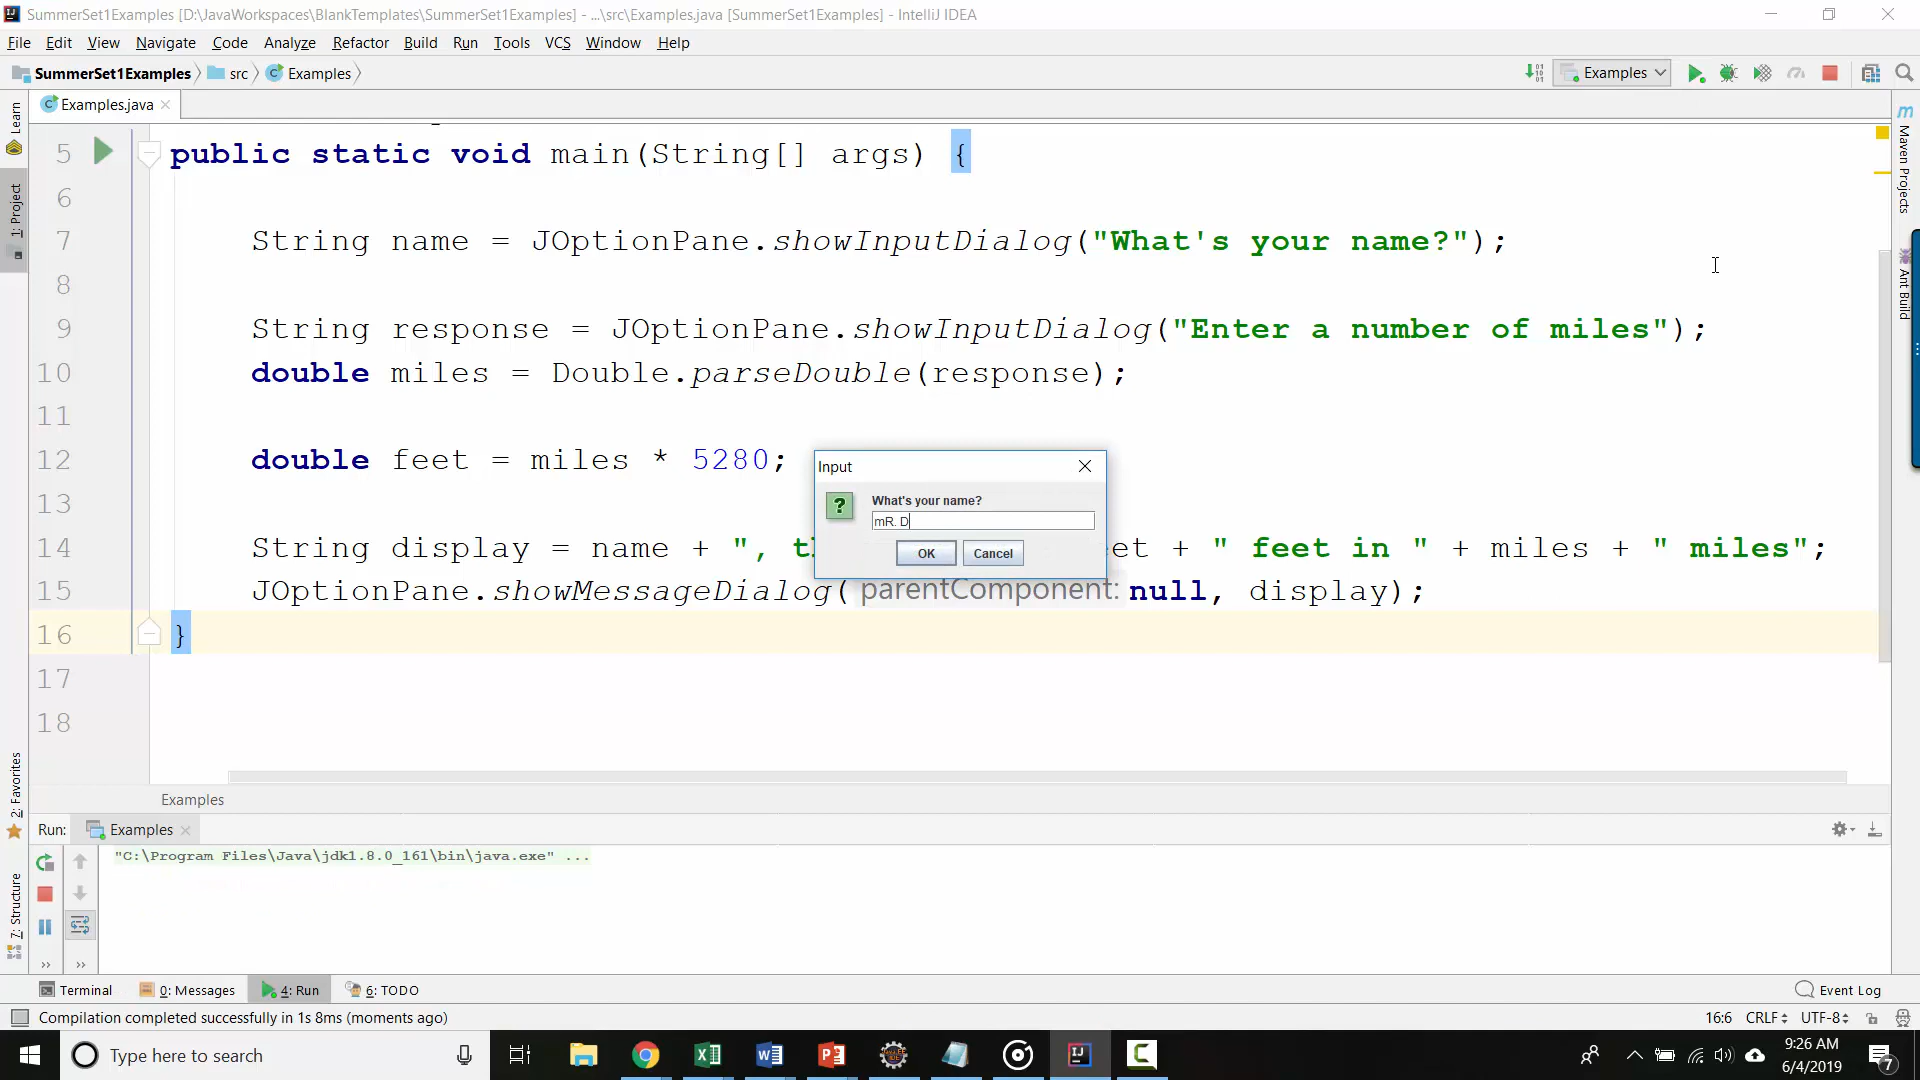 SummerSet1Examples [D:\JavaWorkspaces\BlankTemplates\SummerSet1Examples] - ...\src\Examples.java [SummerSet1Examples] - IntelliJ IDEA
File Edit View Navigate Code Analyze Refactor Build Run Tools VCS Window Help
SummerSet1Examples src Examples
Examples
Examples.java
Learn
1: Project
2: Favorites
7: Structure
Maven Projects
Ant Build
5 public static void main(String[] args) {
6
7 String name = JOptionPane.showInputDialog("What's your name?");
8
9 String response = JOptionPane.showInputDialog("Enter a number of miles");
10 double miles = Double.parseDouble(response);
11
12 double feet = miles * 5280;
13
14 String display = name + ", t et + " feet in " + miles + " miles";
15 JOptionPane.showMessageDialog( parentComponent: null, display);
16 }
17
18
Input
What's your name?
mR. D
OK Cancel
Examples
Run: Examples
"C:\Program Files\Java\jdk1.8.0_161\bin\java.exe" ...
Terminal 0: Messages 4: Run 6: TODO Event Log
Compilation completed successfully in 1s 8ms (moments ago) 16:6 CRLF UTF-8
Type here to search
9:26 AM
6/4/2019
7